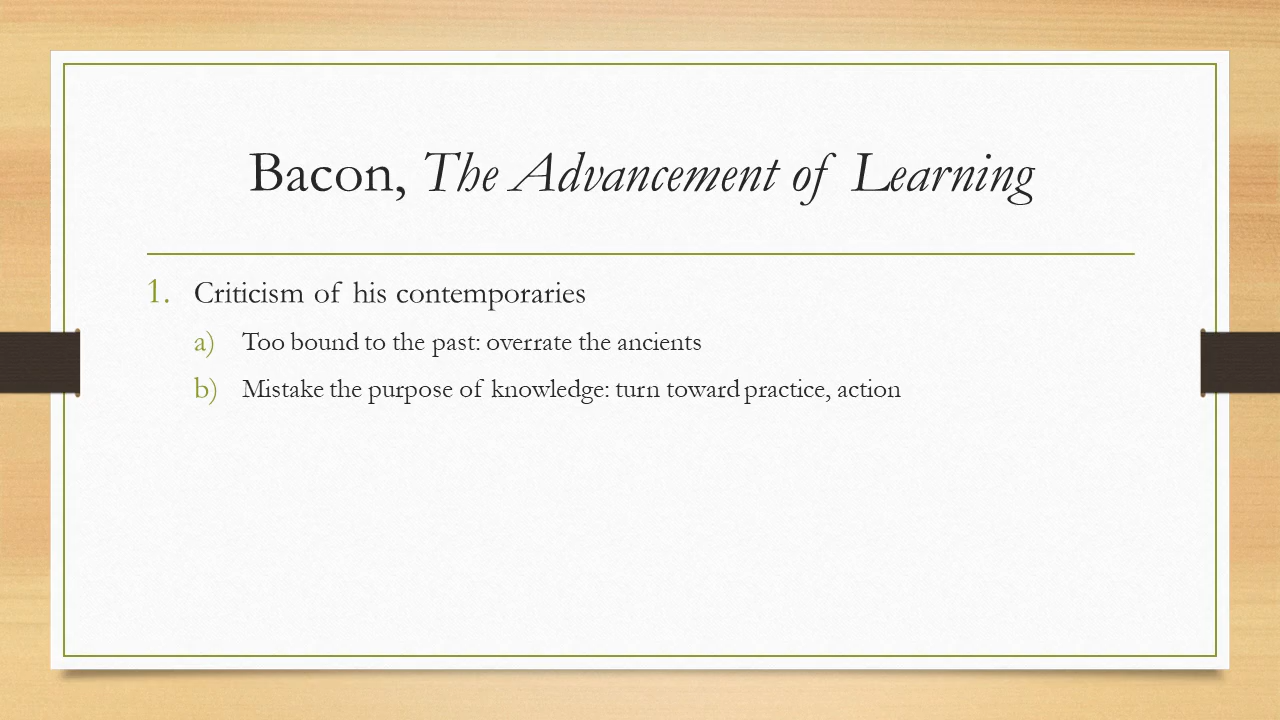 Bacon, The Advancement of Learning
1. Criticism of his contemporaries
a) Too bound to the past: overrate the ancients
b) Mistake the purpose of knowledge: turn toward practice, action